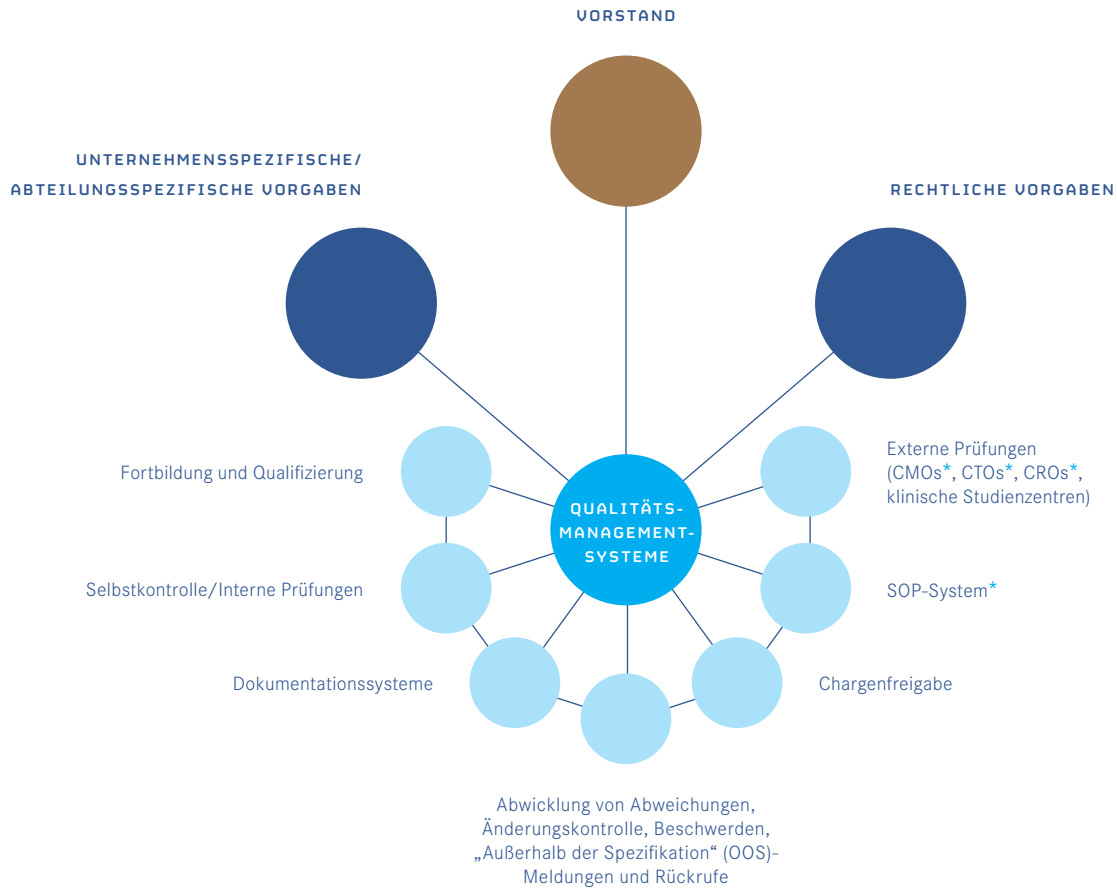 VORSTAND
UNTERNEHMENSSPEZIFISCHE/
ABTEILUNGSSPEZIFISCHE VORGABEN
RECHTLICHE VORGABEN
Fortbildung und Qualifizierung
Externe Prüfungen
(CMOs*, CTOs*, CROs*,
klinische Studienzentren)
QUALITÄTS-
MANAGEMENT-
SYSTEME
Selbstkontrolle/Interne Prüfungen
SOP-System*
Dokumentationssysteme
Chargenfreigabe
Abwicklung von Abweichungen,
Änderungskontrolle, Beschwerden,
„Außerhalb der Spezifikation“ (OOS)-
Meldungen und Rückrufe